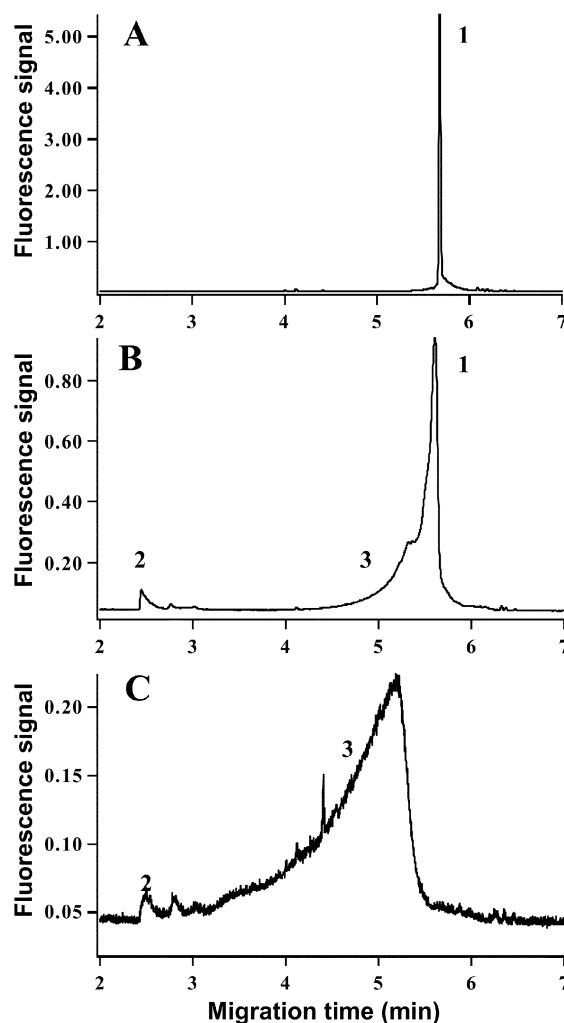 A
1
Fluorescence signal
5.00
4.00
3.00
2.00
1.00
2 3 4 5 6 7
B
1
Fluorescence signal
0.80
0.60
0.40
0.20
2
3
2 3 4 5 6 7
C
Fluorescence signal
0.20
0.15
0.10
0.05
3
2
2 3 4 5 6 7
Migration time (min)